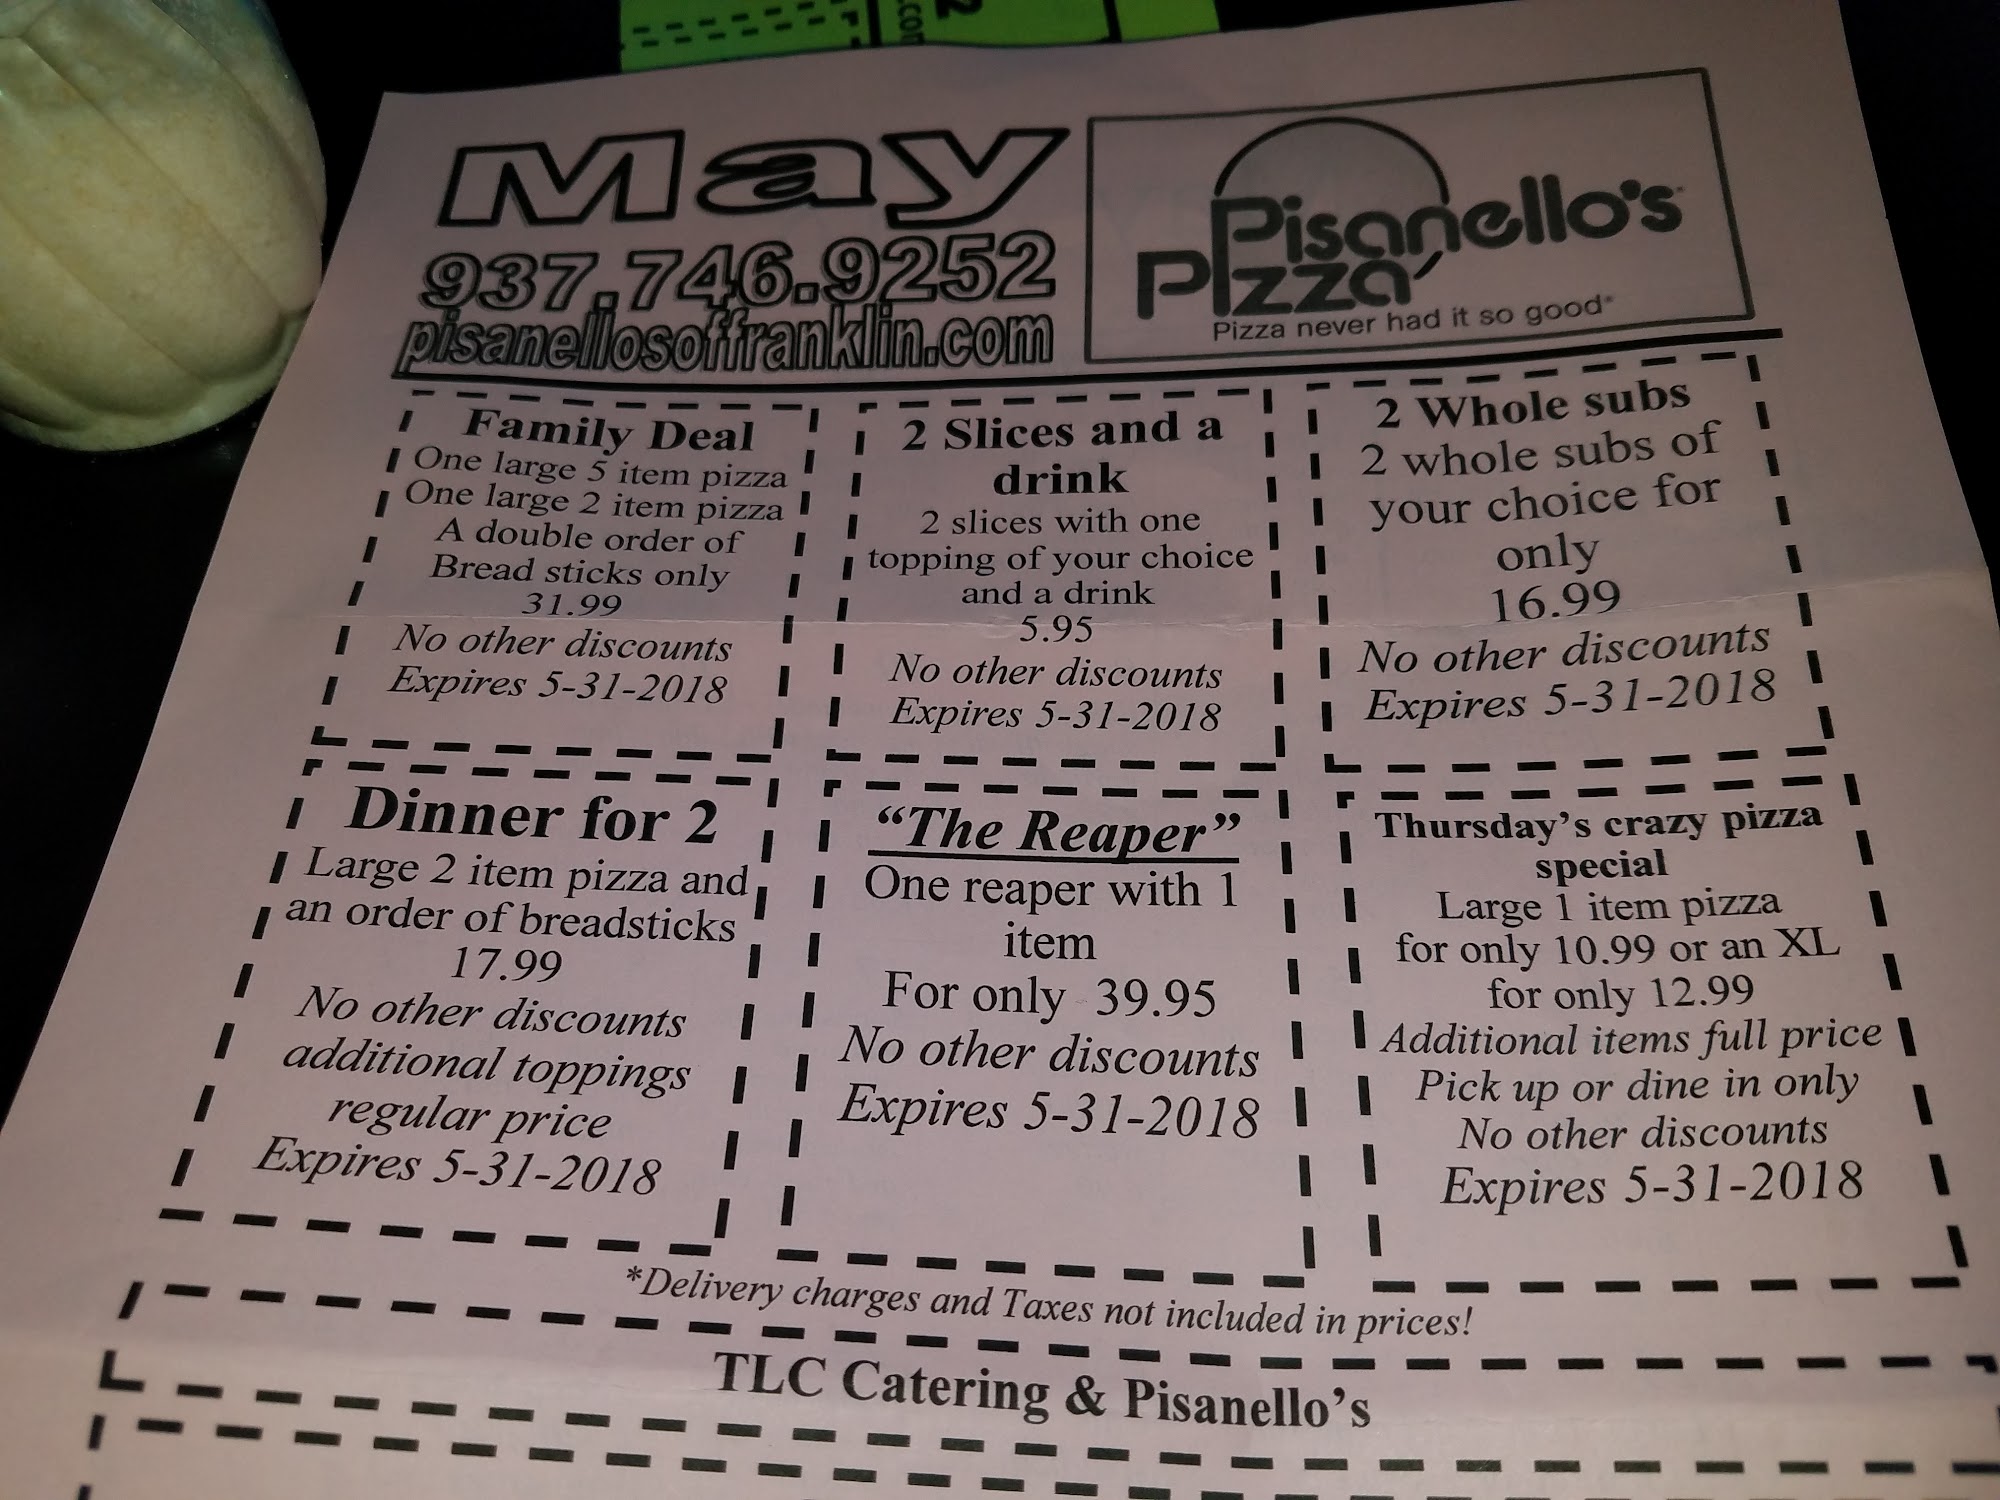 .com
2
May
937.746.9252
pisanellosoffranklin.com
Pisanello's
Pizza
Pizza never had it so good
Family Deal
One large 5 item pizza
One large 2 item pizza
A double order of
Bread sticks only
31.99
No other discounts
Expires 5-31-2018
2 Slices and a
drink
2 slices with one
topping of your choice
and a drink
5.95
No other discounts
Expires 5-31-2018
2 Whole subs
2 whole subs of
your choice for
only
16.99
No other discounts
Expires 5-31-2018
Dinner for 2
Large 2 item pizza and
an order of breadsticks
17.99
No other discounts
additional toppings
regular price
Expires 5-31-2018
“The Reaper”
One reaper with 1
item
For only 39.95
No other discounts
Expires 5-31-2018
Thursday’s crazy pizza
special
Large 1 item pizza
for only 10.99 or an XL
for only 12.99
Additional items full price
Pick up or dine in only
No other discounts
Expires 5-31-2018
*Delivery charges and Taxes not included in prices!
TLC Catering & Pisanello’s